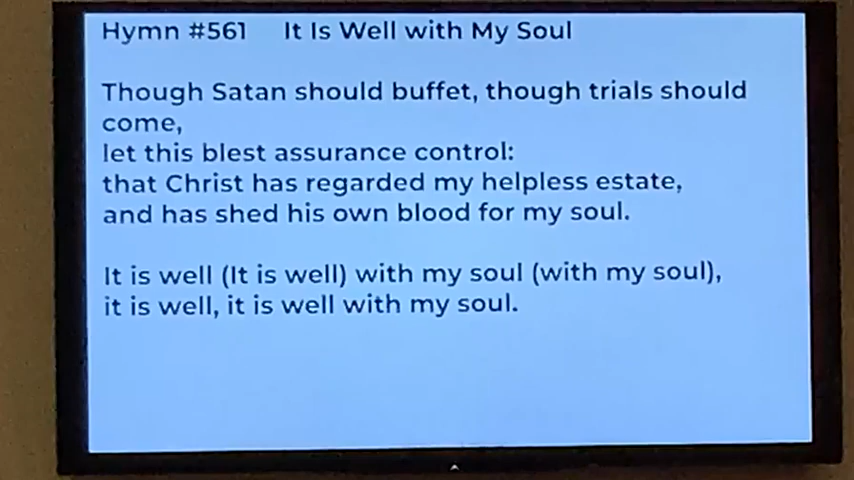 Hymn #561 It Is Well with My Soul
Though Satan should buffet, though trials should
come,
let this blest assurance control:
that Christ has regarded my helpless estate,
and has shed his own blood for my soul.
It is well (It is well) with my soul (with my soul),
it is well, it is well with my soul.